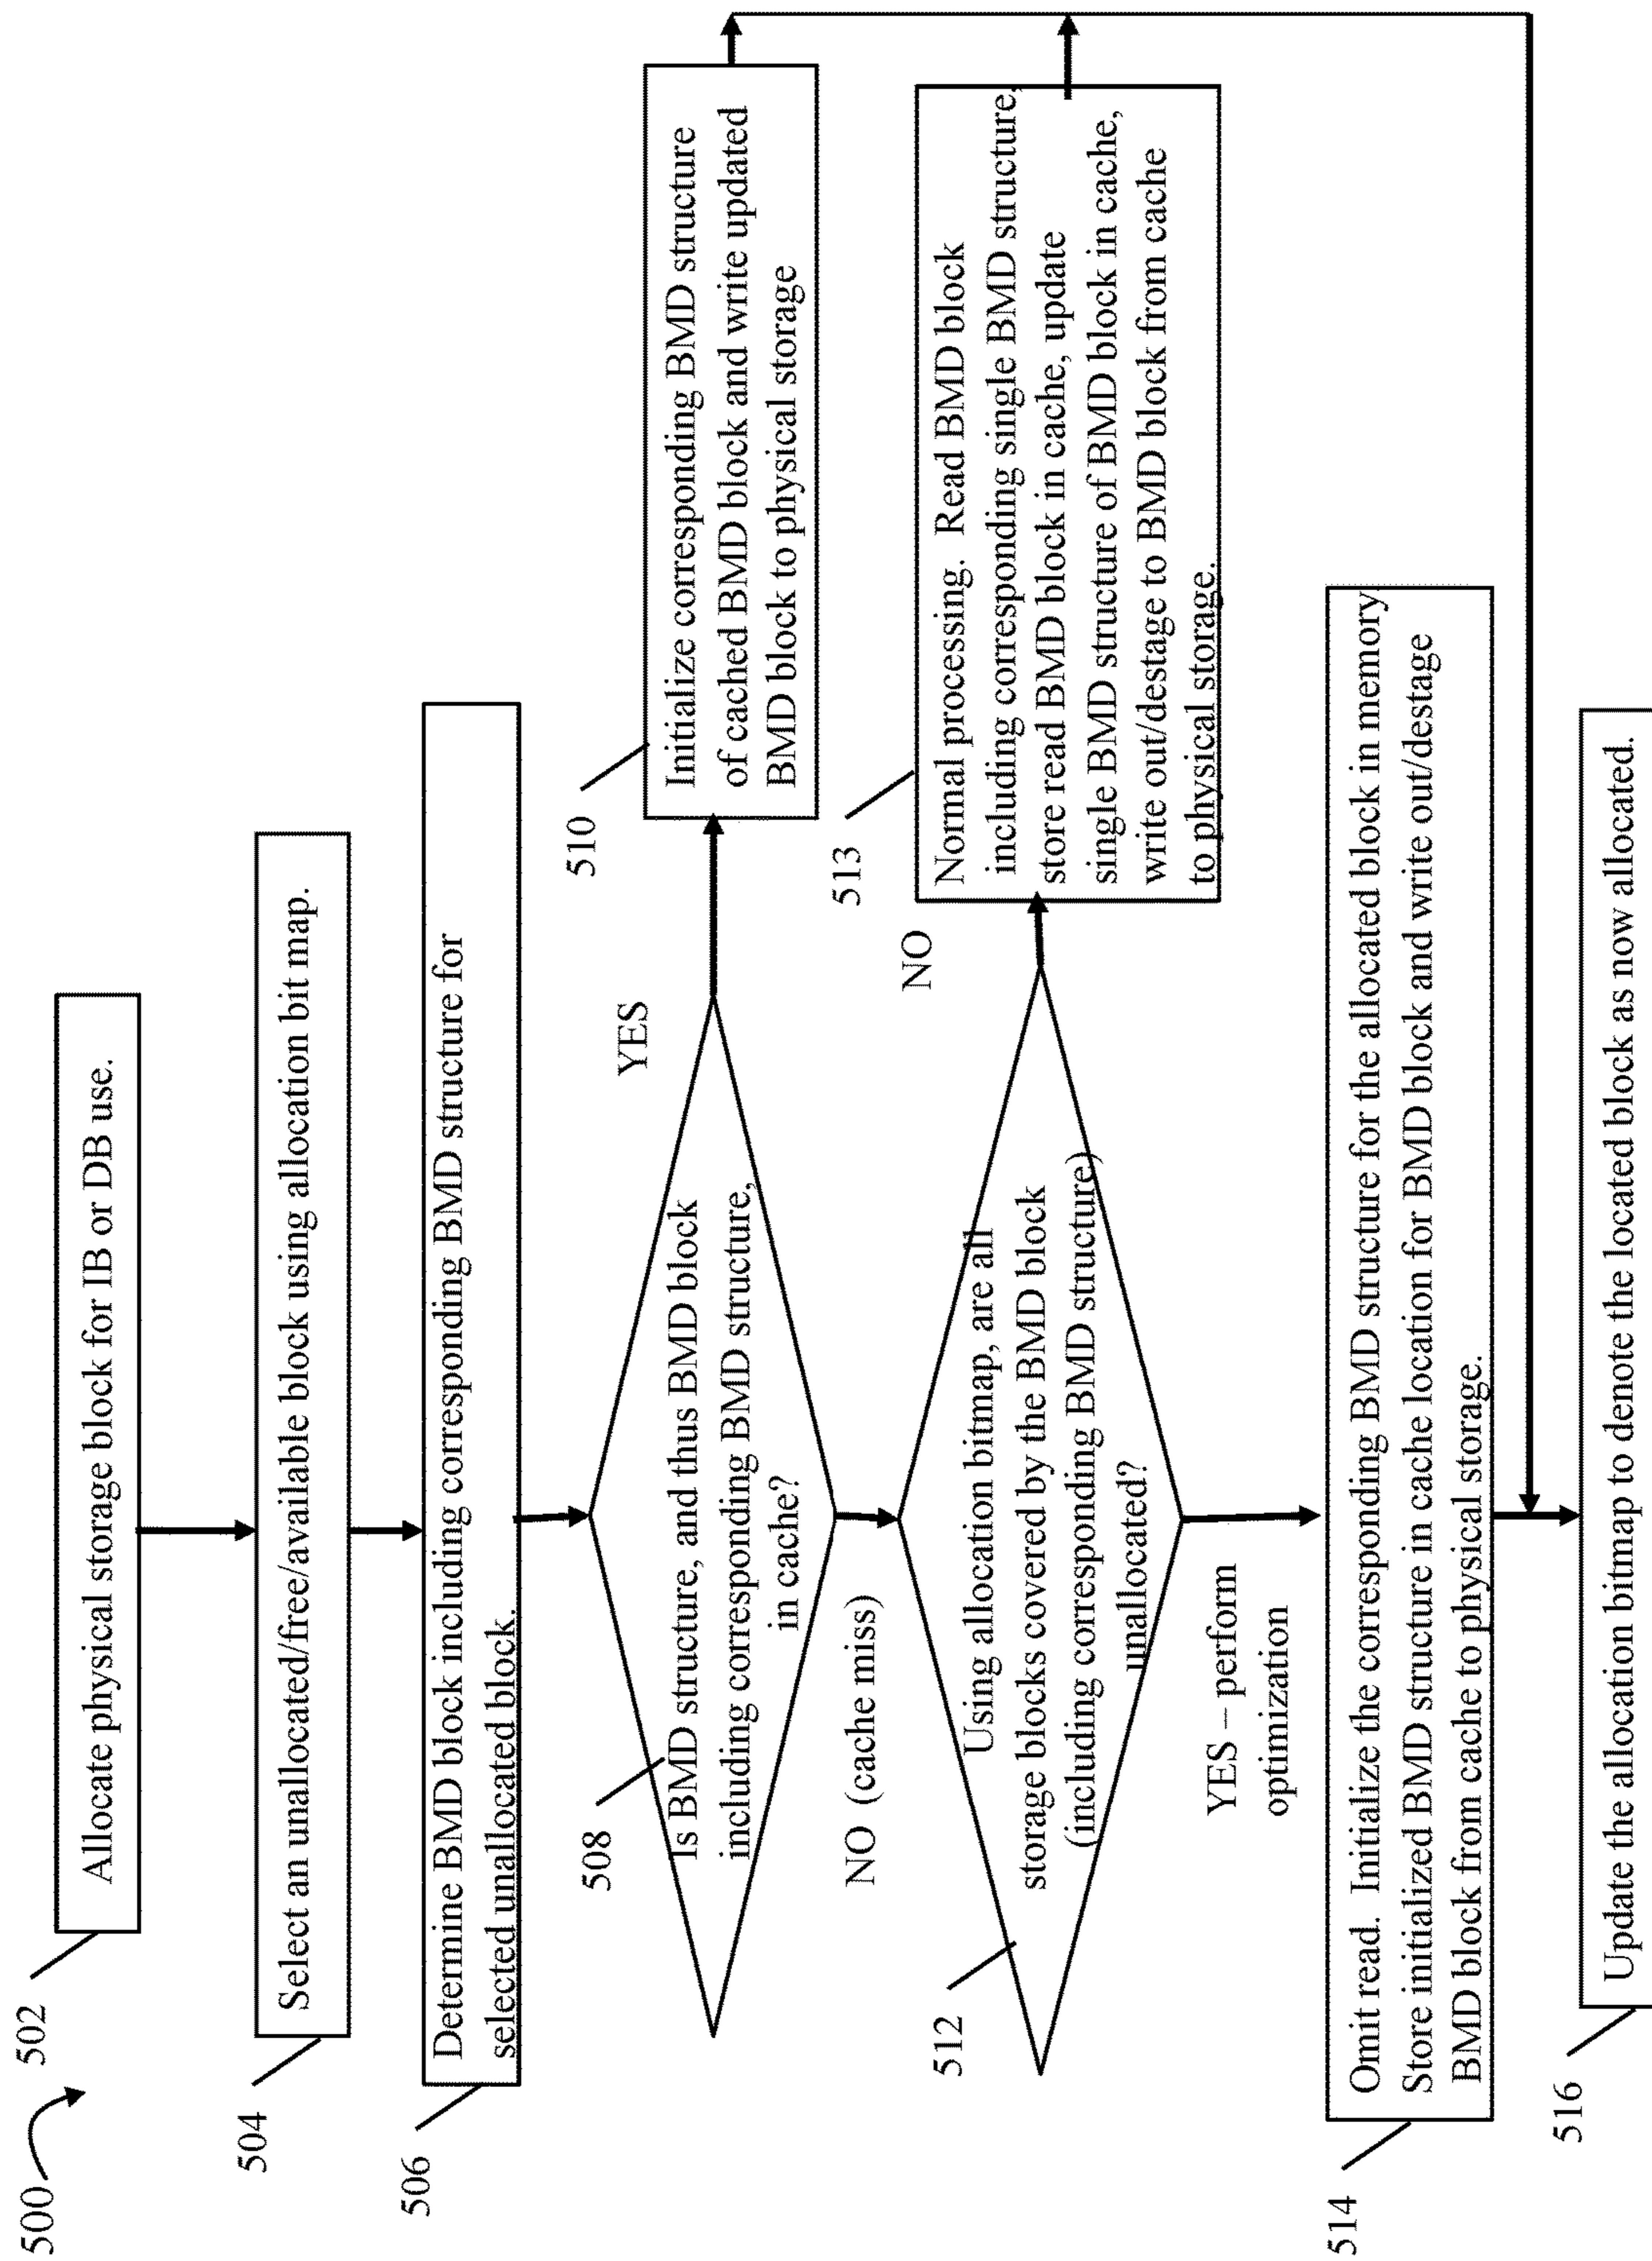 500
502
Allocate physical storage block for IB or DB use.
504
Select an unallocated/free/available block using allocation bit map.
506
Determine BMD block including corresponding BMD structure for
selected unallocated block.
508
Is BMD structure, and thus BMD block
including corresponding BMD structure,
in cache?
YES
510
Initialize corresponding BMD structure
of cached BMD block and write updated
BMD block to physical storage
NO (cache miss)
512
Using allocation bitmap, are all
storage blocks covered by the BMD block
(including corresponding BMD structure)
unallocated?
NO
513
Normal processing. Read BMD block
including corresponding single BMD structure,
store read BMD block in cache, update
single BMD structure of BMD block in cache,
write out/destage to BMD block from cache
to physical storage.
YES – perform
optimization
514
Omit read. Initialize the corresponding BMD structure for the allocated block in memory
Store initialized BMD structure in cache location for BMD block and write out/destage
BMD block from cache to physical storage.
516
Update the allocation bitmap to denote the located block as now allocated.